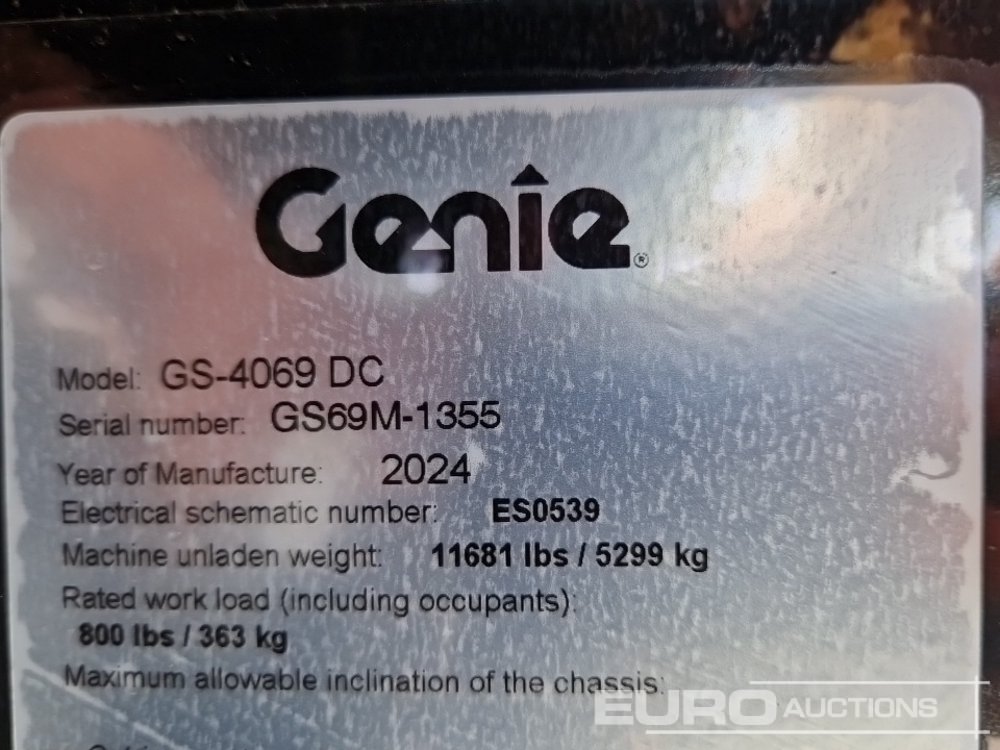 Genie®
Model: GS-4069 DC
Serial number: GS69M-1355
Year of Manufacture: 2024
Electrical schematic number: ES0539
Machine unladen weight: 11681 lbs / 5299 kg
Rated work load (including occupants):
800 lbs / 363 kg
Maximum allowable inclination of the chassis:
EURO AUCTIONS